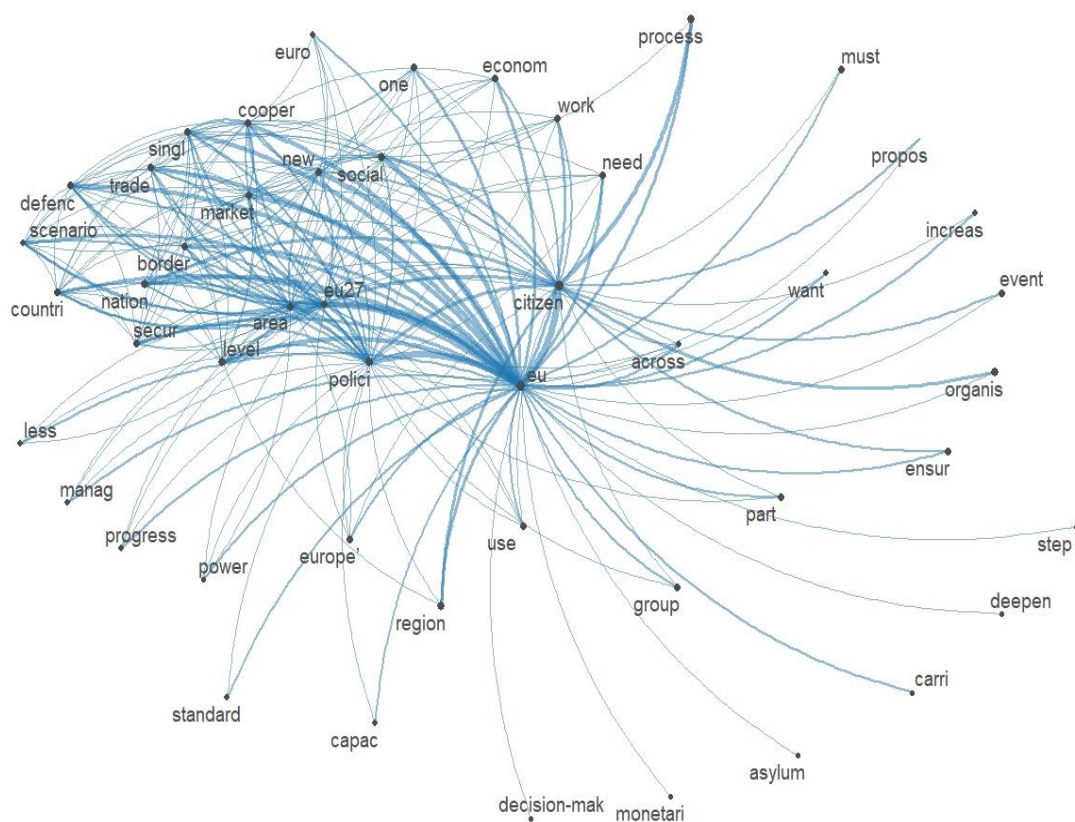 process
euro
must
one
econom
cooper
work
singl
propos
new
need
social
trade
defenc
market
scenario
increas
border
event
want
eu27
citizen
nation
countri
area
secur
level
across
polici
eu
organis
less
ensur
manag
part
progress
use
step
europe'
power
group
deepen
region
carri
standard
capac
asylum
decision-mak
monetari